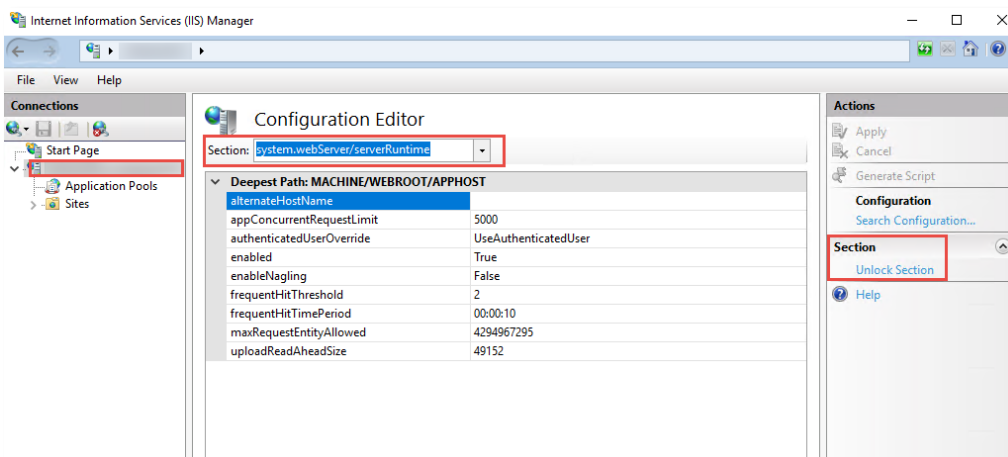 Internet Information Services (IIS) Manager
File View Help
Connections
Start Page
Application Pools
Sites
Configuration Editor
Section: system.webServer/serverRuntime
Deepest Path: MACHINE/WEBROOT/APPHOST
alternateHostName
appConcurrentRequestLimit 5000
authenticatedUserOverride UseAuthenticatedUser
enabled True
enableNagling False
frequentHitThreshold 2
frequentHitTimePeriod 00:00:10
maxRequestEntityAllowed 4294967295
uploadReadAheadSize 49152
Actions
Apply
Cancel
Generate Script
Configuration
Search Configuration...
Section
Unlock Section
Help